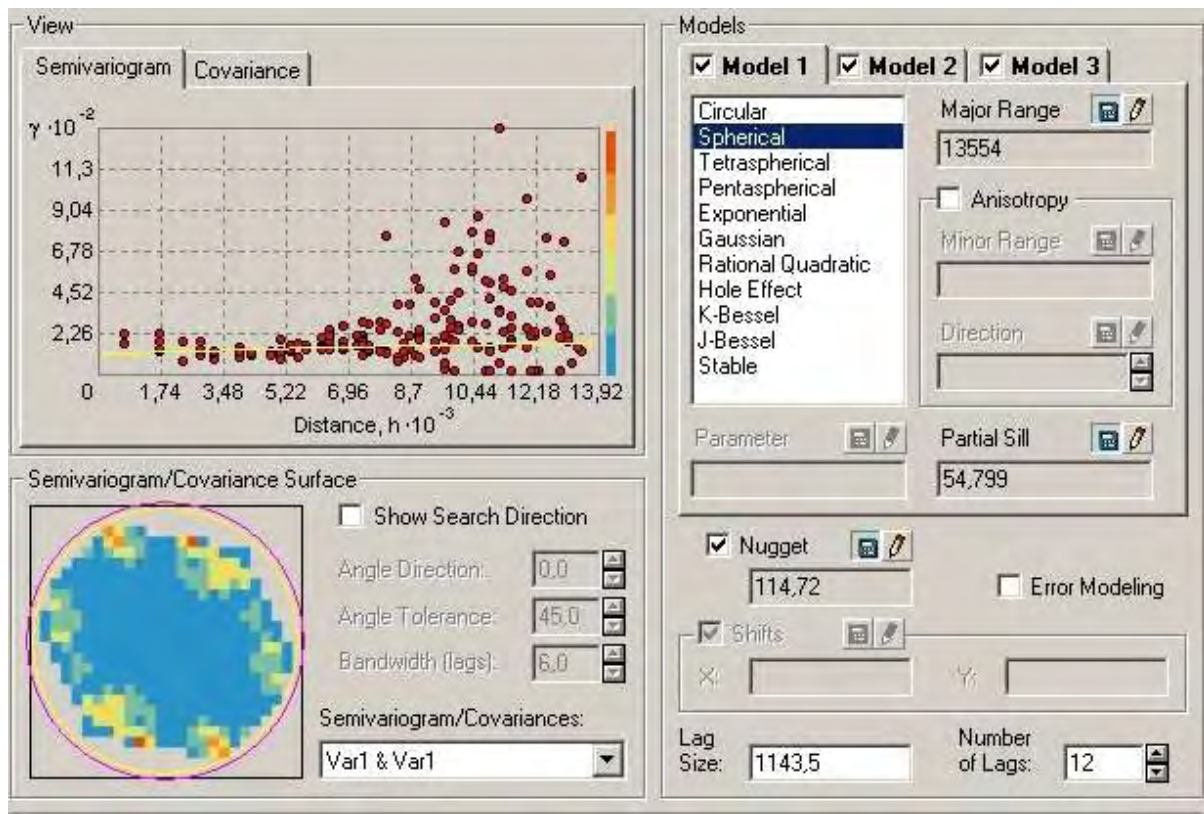 View
Semivariogram
Covariance
γ ·10 -2
11,3
9,04
6,78
4,52
2,26
0 1,74 3,48 5,22 6,96 8,7 10,44 12,18 13,92
Distance, h ·10 -3
Semivariogram/Covariance Surface
Show Search Direction
Angle Direction: 0,0
Angle Tolerance: 45,0
Bandwidth (lags): 6,0
Semivariogram/Covariances:
Var1 & Var1
Models
Model 1 Model 2 Model 3
Circular
Spherical
Tetraspherical
Pentaspherical
Exponential
Gaussian
Rational Quadratic
Hole Effect
K-Bessel
J-Bessel
Stable
Major Range
13554
Anisotropy
Minor Range
Direction
Parameter
Partial Sill
54,799
Nugget
114,72
Error Modeling
Shifts
X: Y:
Lag Size: 1143,5
Number of Lags: 12